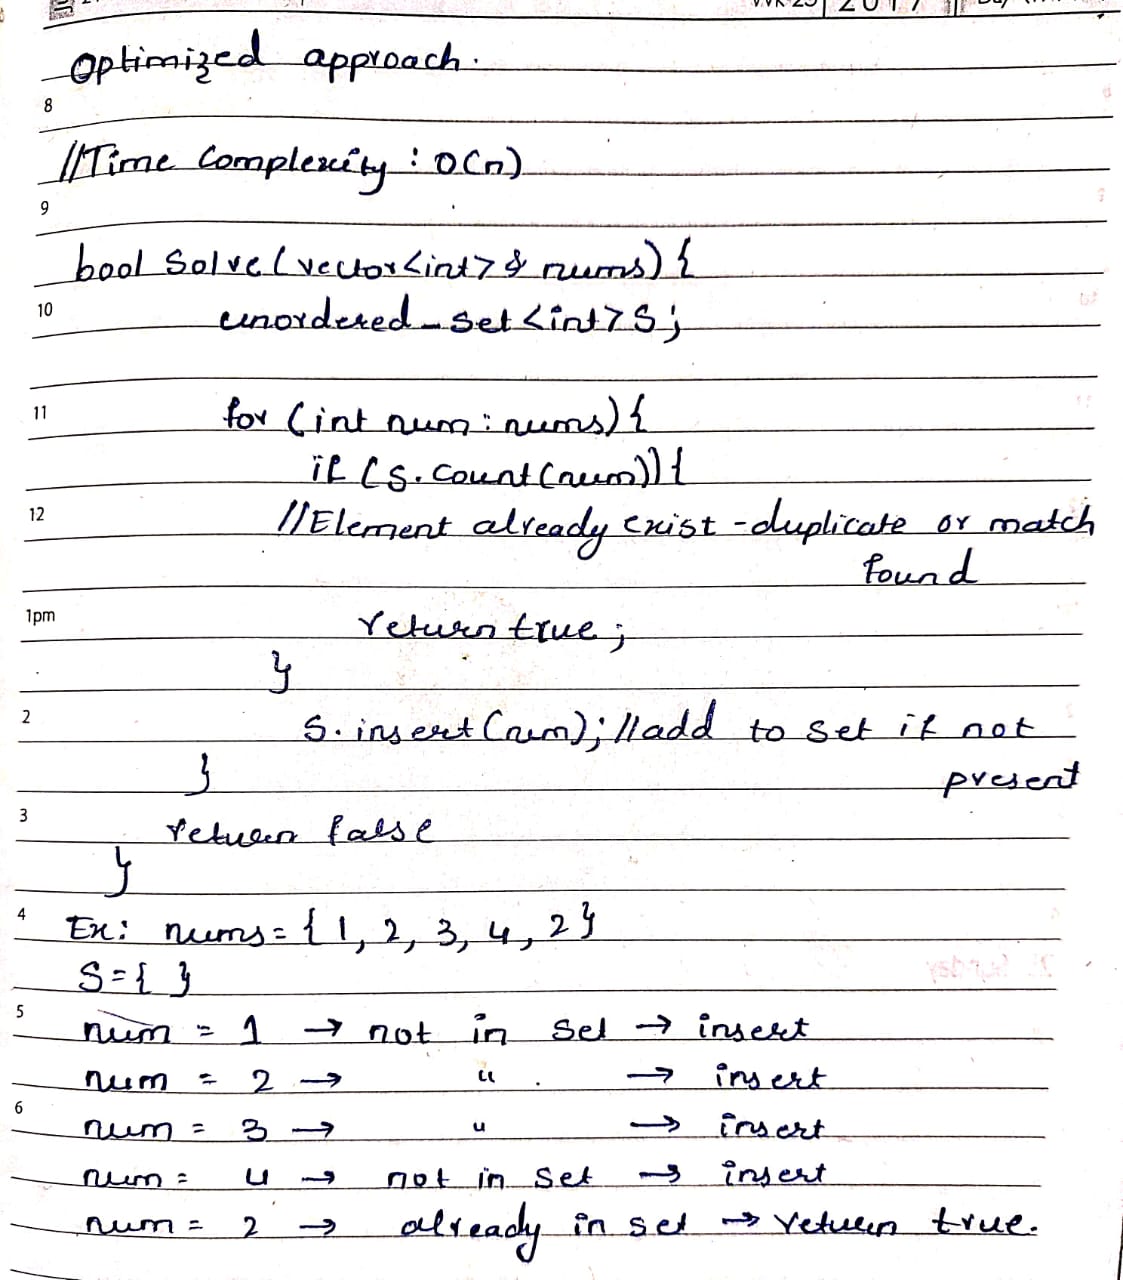 2017
Optimized approach.
8
//Time Complexity : O(n)
9
bool Solve(vector<int>& nums){
10
unordered_set<int>S;
11
for (int num : nums){
if (S.count(num)){
12
//Element already exist - duplicate or match
found
1pm
return true;
}
2
S.insert(num); //add to set if not
}
present
3
return false
}
4
Ex: nums = {1, 2, 3, 4, 2}
S = { }
5
num = 1 → not in set → insert
num = 2 → " → insert
6
num = 3 → " → insert
num = 4 → not in set → insert
num = 2 → already in set → return true.